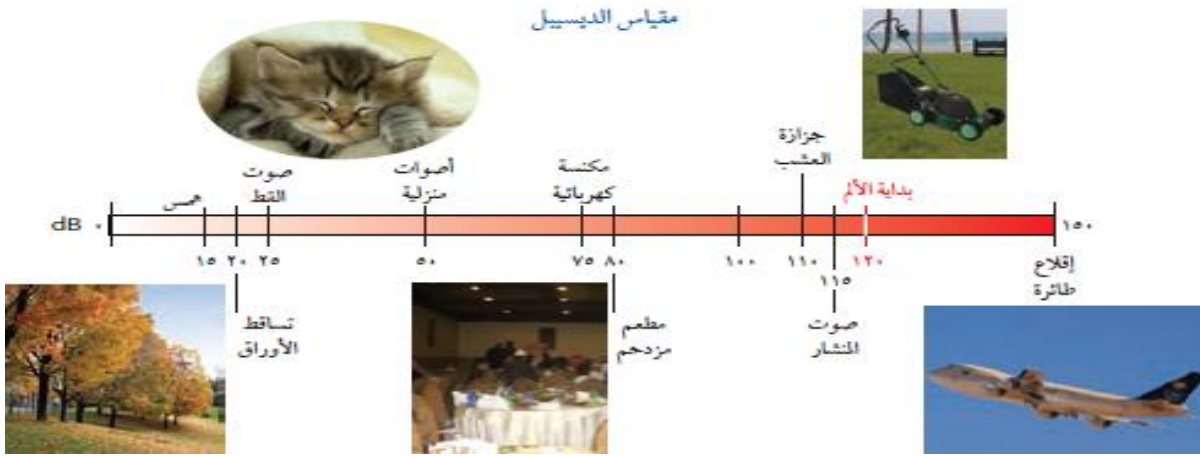 مقياس الديسيبل
همس
صوت
القط
أصوات
منزلية
مكنسة
كهربائية
جزازة
العشب
بداية الألم
dB ٠
١٥٠
١٥ ٢٠ ٢٥ ٥٠ ٧٥ ٨٠ ١٠٠ ١١٠ ١١٥ ١٢٠
إقلاع
طائرة
تساقط
الأوراق
مطعم
مزدحم
صوت
المنشار